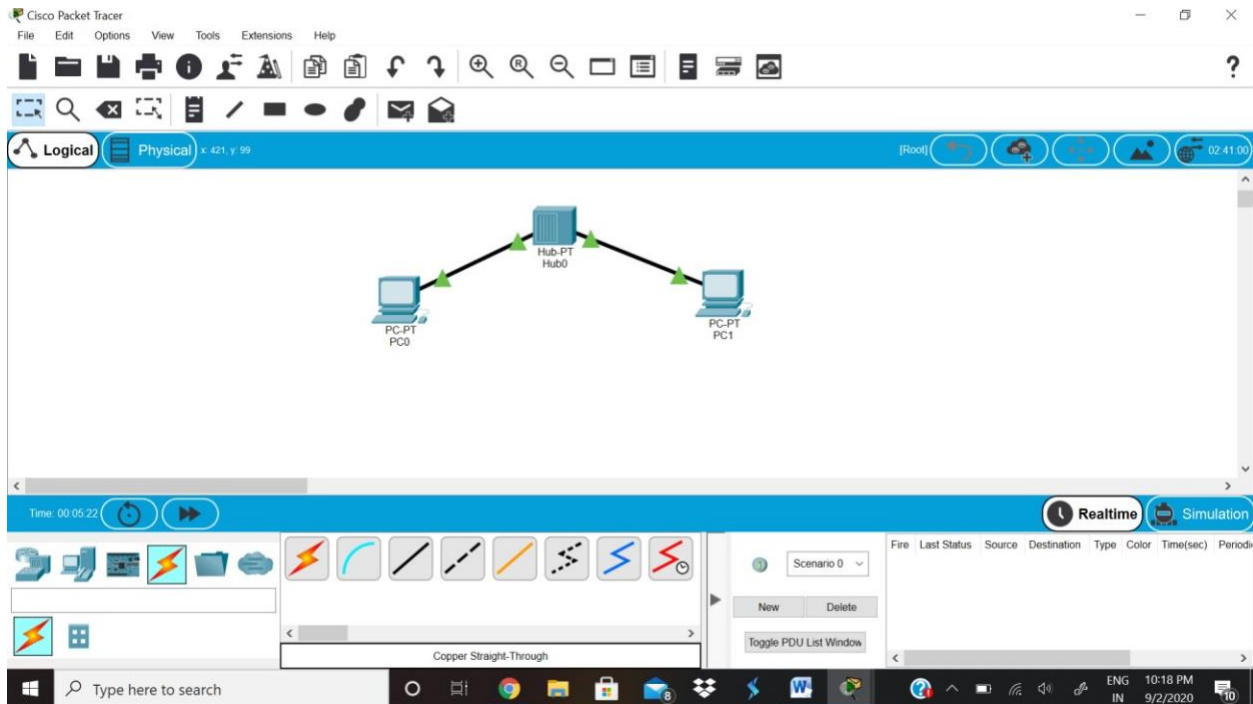 Cisco Packet Tracer
File Edit Options View Tools Extensions Help
?
Logical Physical x: 421, y: 99 [Root] 02:41:00
Hub-PT
Hub0
PC-PT
PC0
PC-PT
PC1
Time: 00:05:22 Realtime Simulation
Fire Last Status Source Destination Type Color Time(sec) Periodi
Scenario 0
New Delete
Toggle PDU List Window
Copper Straight-Through
Type here to search
8
W
ENG
IN
10:18 PM
9/2/2020
10